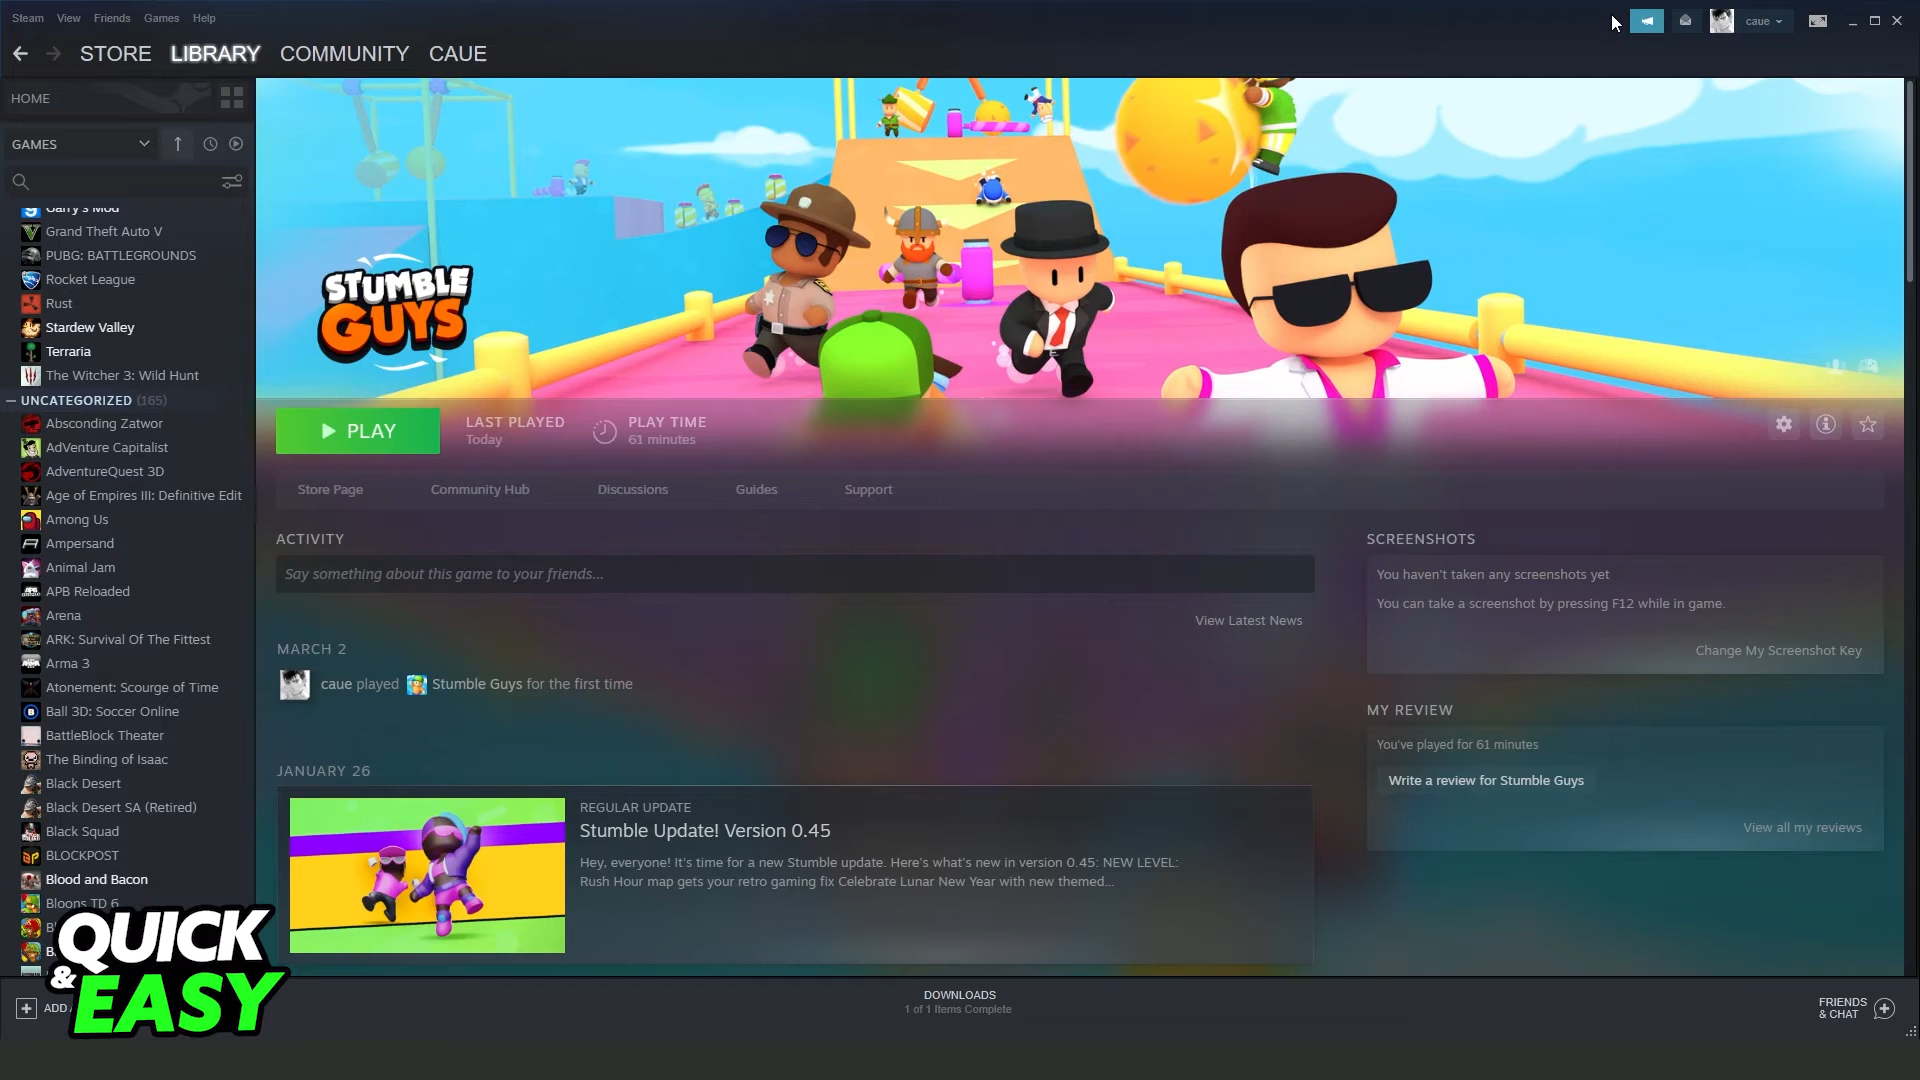 Steam View Friends Games Help
caue
STORE LIBRARY COMMUNITY CAUE
HOME
GAMES
Garry's Mod
Grand Theft Auto V
PUBG: BATTLEGROUNDS
Rocket League
Rust
Stardew Valley
Terraria
The Witcher 3: Wild Hunt
UNCATEGORIZED (165)
Absconding Zatwor
AdVenture Capitalist
AdventureQuest 3D
Age of Empires III: Definitive Edit
Among Us
Ampersand
Animal Jam
APB Reloaded
Arena
ARK: Survival Of The Fittest
Arma 3
Atonement: Scourge of Time
Ball 3D: Soccer Online
BattleBlock Theater
The Binding of Isaac
Black Desert
Black Desert SA (Retired)
Black Squad
BLOCKPOST
Blood and Bacon
Bloons TD 6
STUMBLE
GUYS
PLAY
LAST PLAYED
Today
PLAY TIME
61 minutes
Store Page Community Hub Discussions Guides Support
ACTIVITY
Say something about this game to your friends...
View Latest News
MARCH 2
caue played Stumble Guys for the first time
JANUARY 26
REGULAR UPDATE
Stumble Update! Version 0.45
Hey, everyone! It's time for a new Stumble update. Here's what's new in version 0.45: NEW LEVEL:
Rush Hour map gets your retro gaming fix Celebrate Lunar New Year with new themed...
SCREENSHOTS
You haven't taken any screenshots yet
You can take a screenshot by pressing F12 while in game.
Change My Screenshot Key
MY REVIEW
You've played for 61 minutes
Write a review for Stumble Guys
View all my reviews
QUICK
& EASY
ADD
DOWNLOADS
1 of 1 Items Complete
FRIENDS
& CHAT